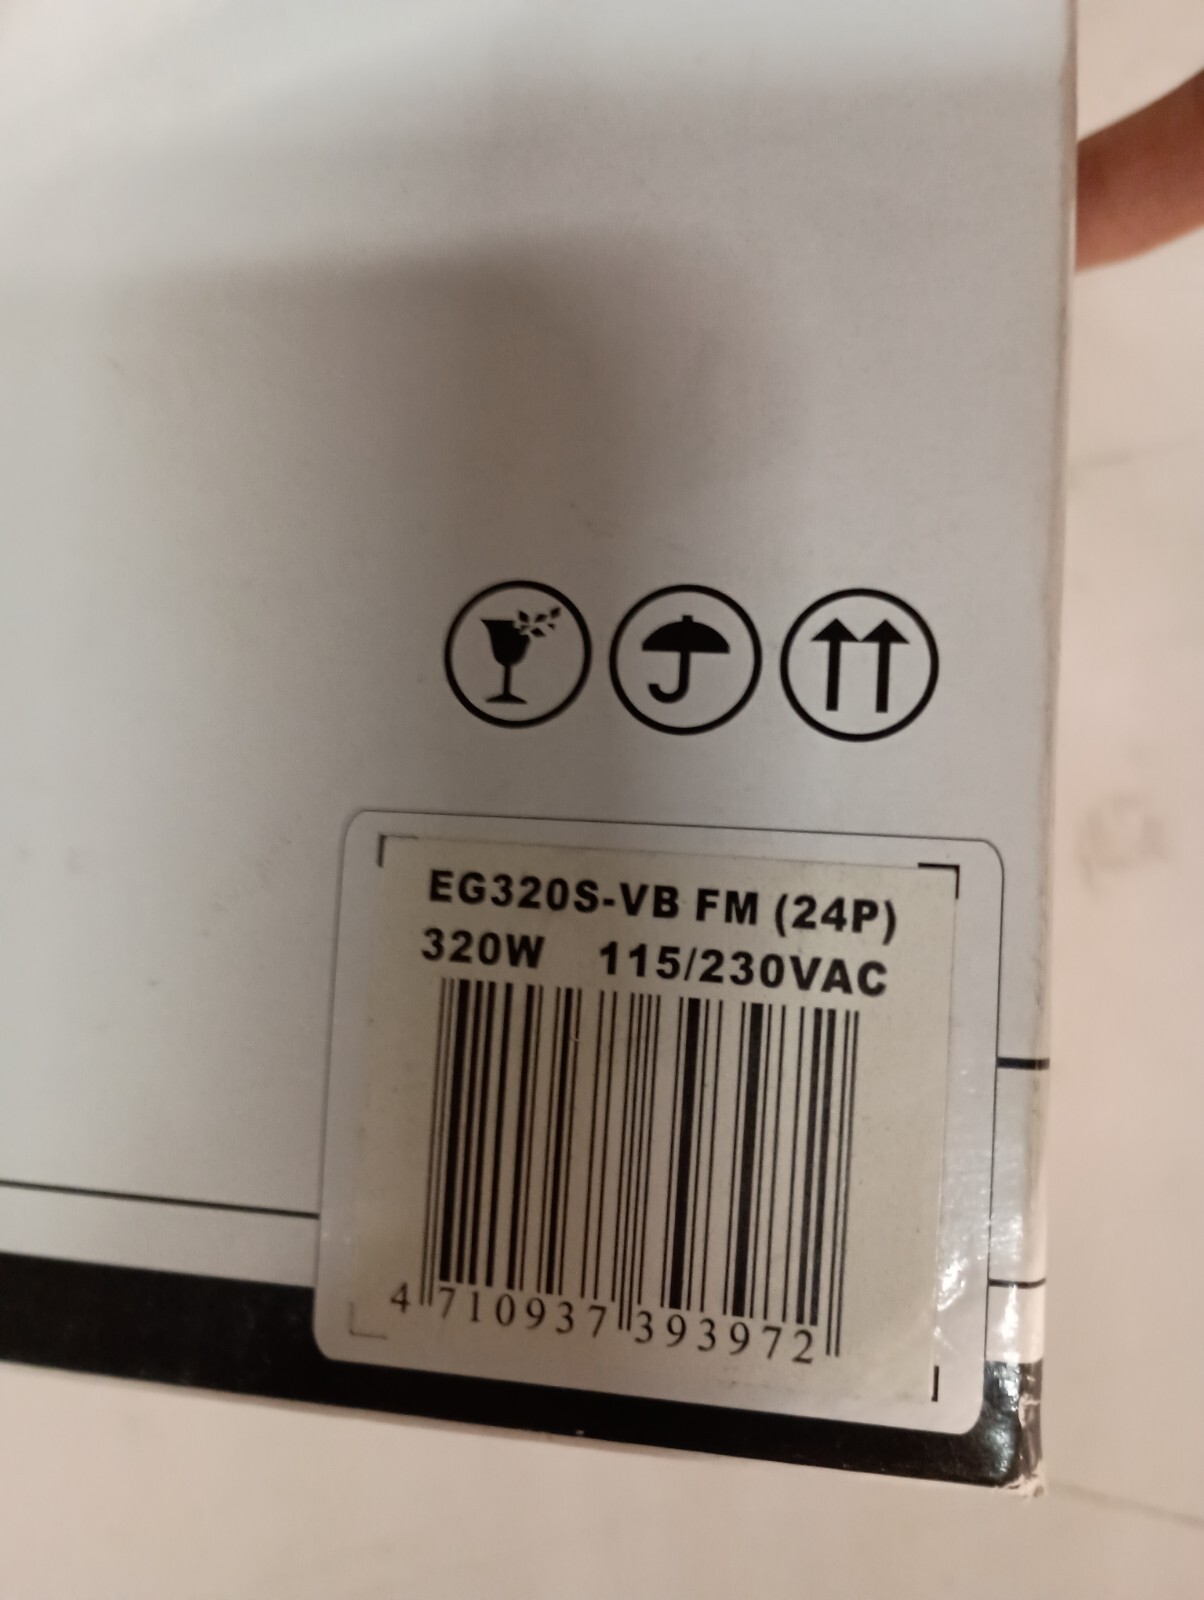 EG320S-VB FM (24P)
320W 115/230VAC
4 710937 393972